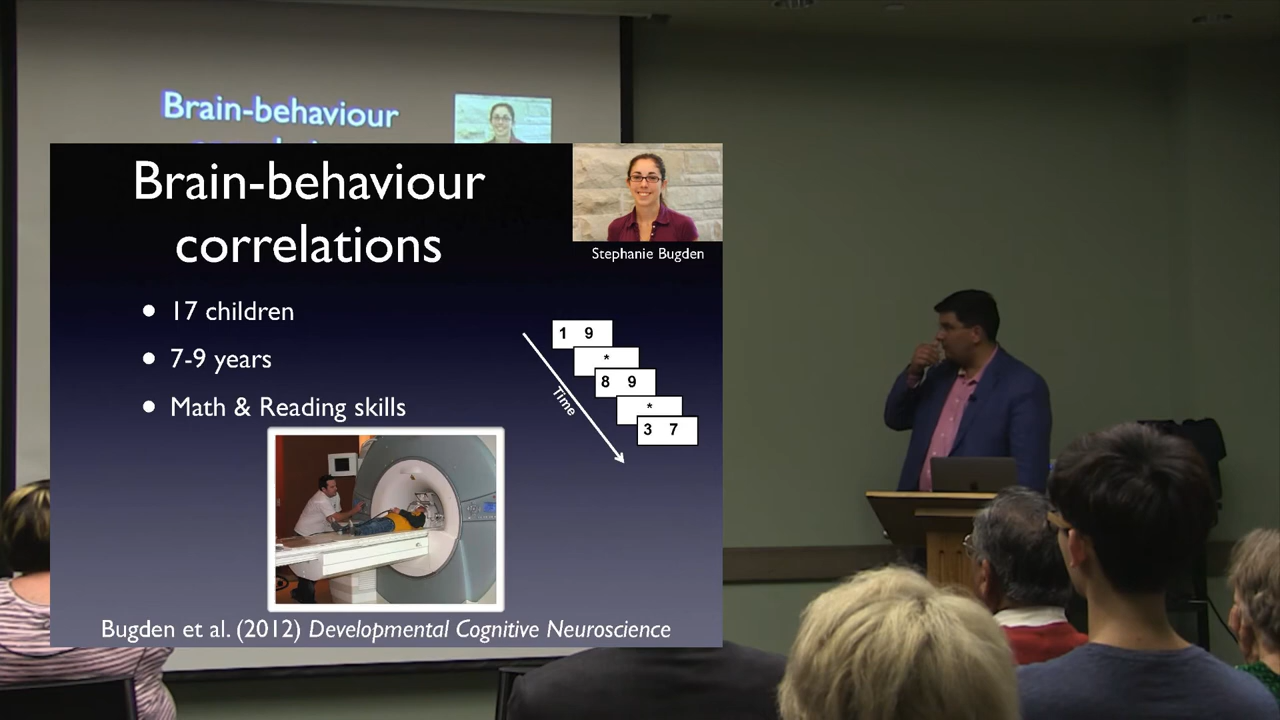 Brain-behaviour
Brain-behaviour
correlations
Stephanie Bugden
• 17 children
• 7-9 years
• Math & Reading skills
1 9
*
8 9
*
3 7
Time
Bugden et al. (2012) Developmental Cognitive Neuroscience